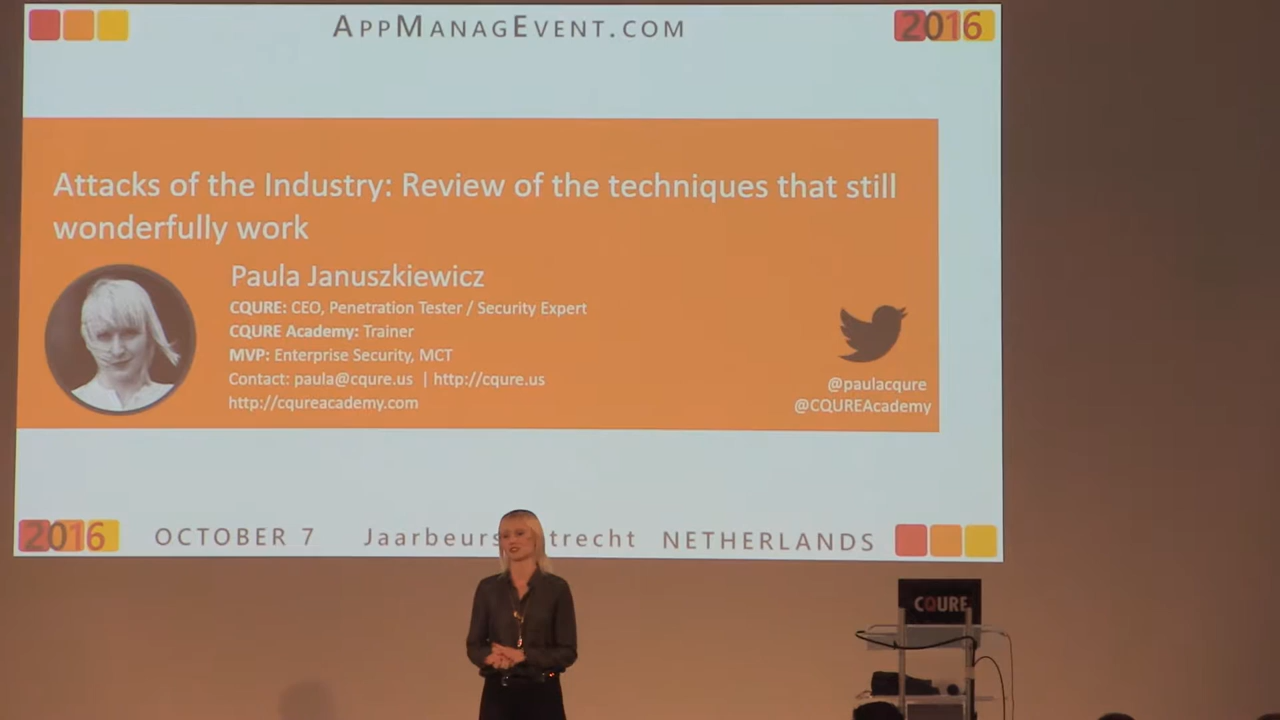 APPMANAGEVENT.COM
2016
Attacks of the Industry: Review of the techniques that still
wonderfully work
Paula Januszkiewicz
CQURE: CEO, Penetration Tester / Security Expert
CQURE Academy: Trainer
MVP: Enterprise Security, MCT
Contact: paula@cqure.us | http://cqure.us
http://cqureacademy.com
@paulacqure
@CQUREAcademy
2016 OCTOBER 7 Jaarbeurs trecht NETHERLANDS
CQURE